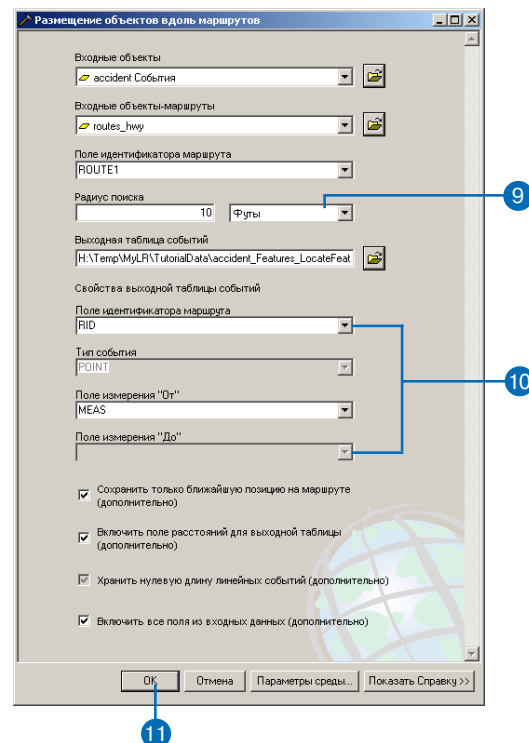 Размещение объектов вдоль маршрутов
Входные объекты
accident События
Входные объекты-маршруты
routes_hwy
Поле идентификатора маршрута
ROUTE1
Радиус поиска
10 Футы
9
Выходная таблица событий
H:\Temp\MyLR\TutorialData\accident_Features_LocateFeat
Свойства выходной таблицы событий
Поле идентификатора маршрута
RID
Тип события
POINT
10
Поле измерения "От"
MEAS
Поле измерения "До"
Сохранить только ближайшую позицию на маршруте
(дополнительно)
Включить поле расстояний для выходной таблицы
(дополнительно)
Хранить нулевую длину линейных событий (дополнительно)
Включить все поля из входных данных (дополнительно)
OK Отмена Параметры среды... Показать Справку >>
11